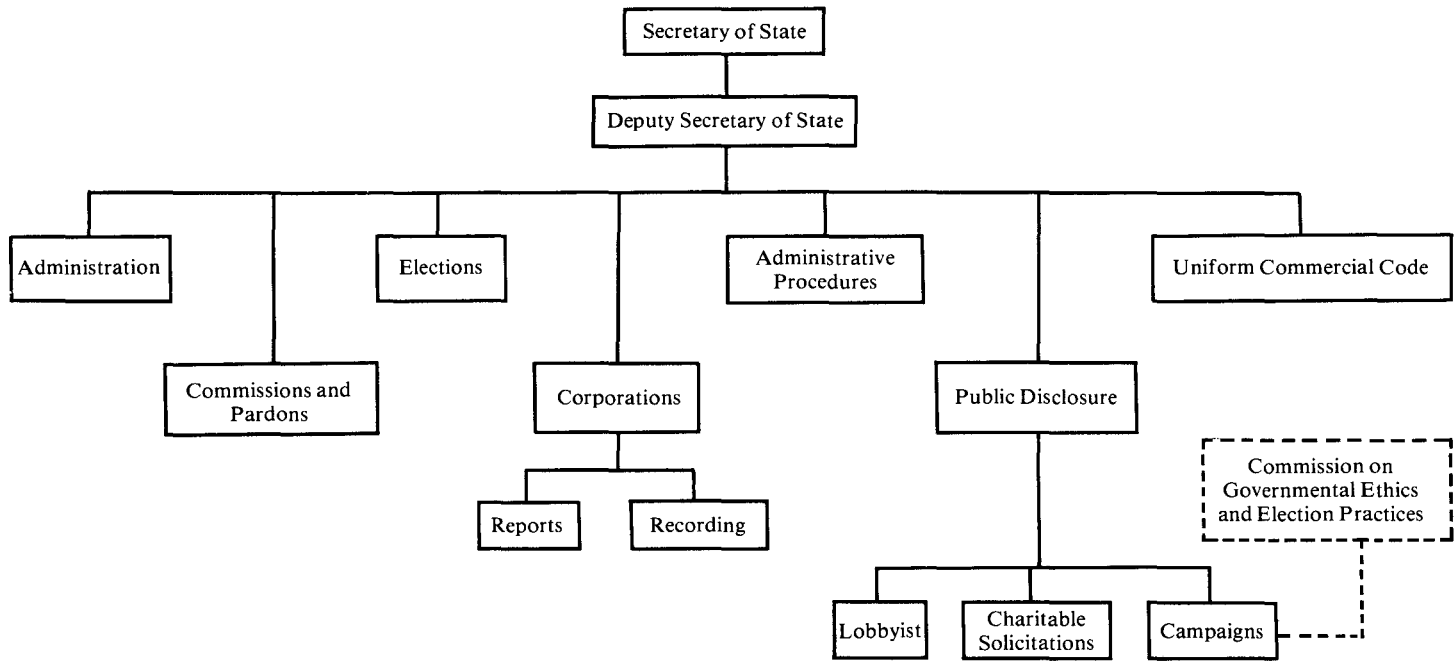 Secretary of State
Deputy Secretary of State
Administration
Elections
Administrative
Procedures
Uniform Commercial Code
Commissions and
Pardons
Corporations
Public Disclosure
Commission on
Governmental Ethics
and Election Practices
Reports
Recording
Lobbyist
Charitable
Solicitations
Campaigns